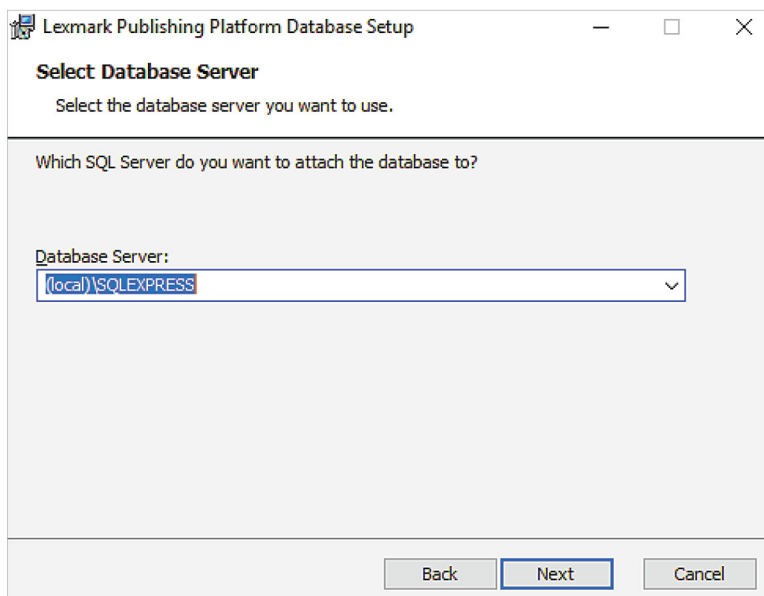 Lexmark Publishing Platform Database Setup
Select Database Server
Select the database server you want to use.
Which SQL Server do you want to attach the database to?
Database Server:
(local)\SQLEXPRESS
Back Next Cancel